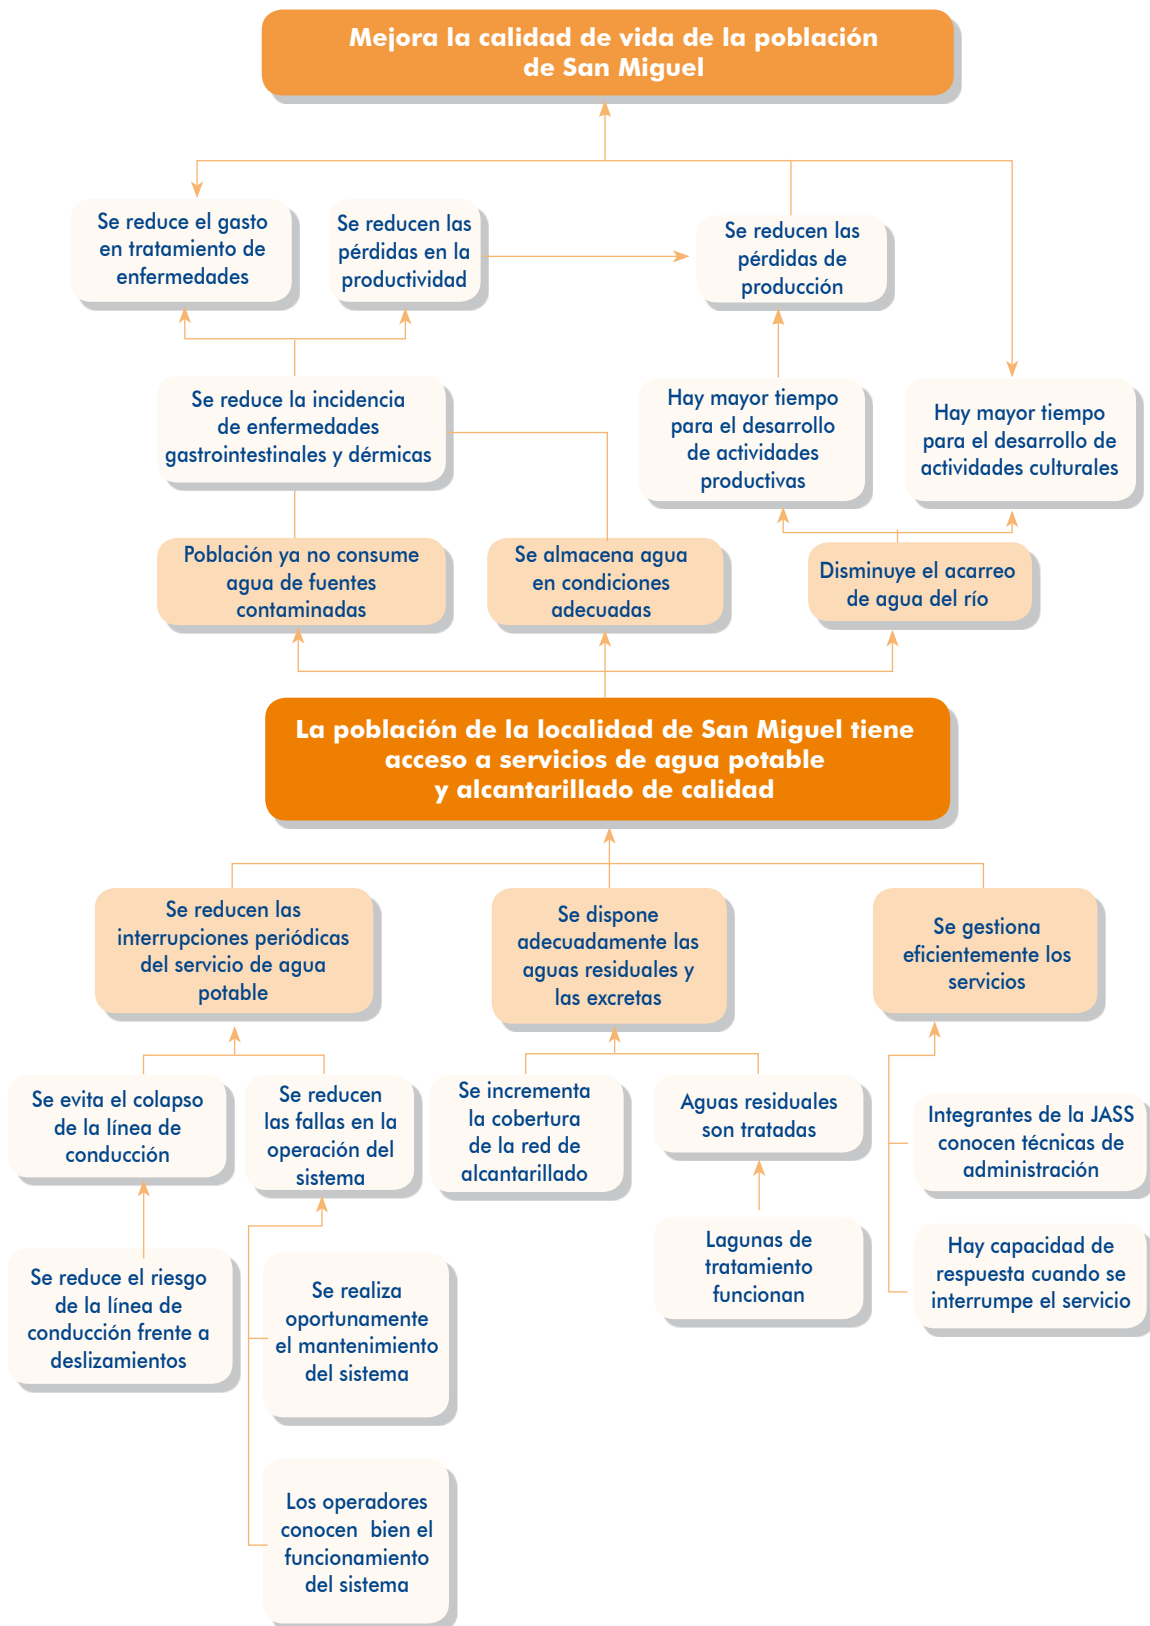 Mejora la calidad de vida de la población
de San Miguel
Se reduce el gasto
en tratamiento de
enfermedades
Se reducen las
pérdidas en la
productividad
Se reducen las
pérdidas de
producción
Se reduce la incidencia
de enfermedades
gastrointestinales y dérmicas
Hay mayor tiempo
para el desarrollo
de actividades
productivas
Hay mayor tiempo
para el desarrollo de
actividades culturales
Población ya no consume
agua de fuentes
contaminadas
Se almacena agua
en condiciones
adecuadas
Disminuye el acarreo
de agua del río
La población de la localidad de San Miguel tiene
acceso a servicios de agua potable
y alcantarillado de calidad
Se reducen las
interrupciones periódicas
del servicio de agua
potable
Se dispone
adecuadamente las
aguas residuales y
las excretas
Se gestiona
eficientemente los
servicios
Se evita el colapso
de la línea de
conducción
Se reducen
las fallas en la
operación del
sistema
Se incrementa
la cobertura
de la red de
alcantarillado
Aguas residuales
son tratadas
Integrantes de la JASS
conocen técnicas de
administración
Se reduce el riesgo
de la línea de
conducción frente a
deslizamientos
Se realiza
oportunamente
el mantenimiento
del sistema
Lagunas de
tratamiento
funcionan
Hay capacidad de
respuesta cuando se
interrumpe el servicio
Los operadores
conocen bien el
funcionamiento
del sistema